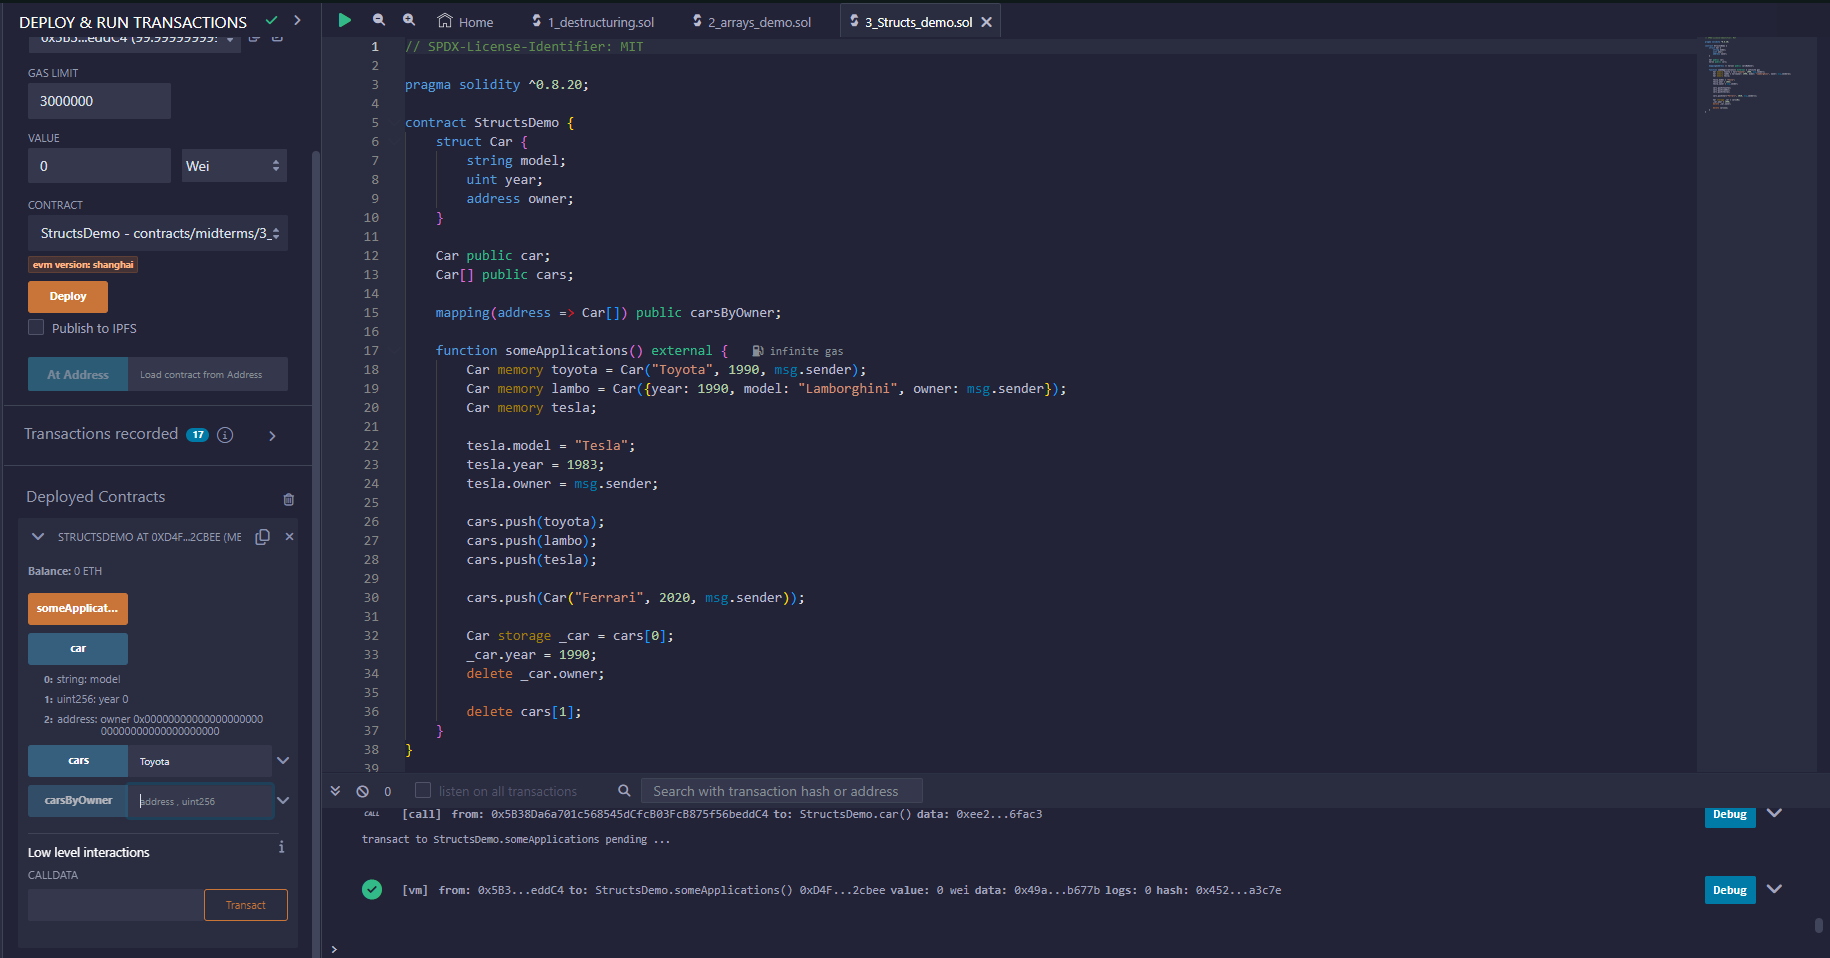 DEPLOY & RUN TRANSACTIONS
0x5B3...eddC4 (99.99999999
GAS LIMIT
3000000
VALUE
0
Wei
CONTRACT
StructsDemo - contracts/midterms/3_
evm version: shanghai
Deploy
Publish to IPFS
At Address
Load contract from Address
Transactions recorded 17 i
Deployed Contracts
STRUCTSDEMO AT 0XD4F...2CBEE (ME
Balance: 0 ETH
someApplicat...
car
0: string: model
1: uint256: year 0
2: address: owner 0x00000000000000000000
00000000000000000000
cars
Toyota
carsByOwner
address , uint256
Low level interactions
i
CALLDATA
Transact
Home
1_destructuring.sol
2_arrays_demo.sol
3_Structs_demo.sol
1 // SPDX-License-Identifier: MIT
2
3 pragma solidity ^0.8.20;
4
5 contract StructsDemo {
6 struct Car {
7 string model;
8 uint year;
9 address owner;
10 }
11
12 Car public car;
13 Car[] public cars;
14
15 mapping(address => Car[]) public carsByOwner;
16
17 function someApplications() external { infinite gas
18 Car memory toyota = Car("Toyota", 1990, msg.sender);
19 Car memory lambo = Car({year: 1990, model: "Lamborghini", owner: msg.sender});
20 Car memory tesla;
21
22 tesla.model = "Tesla";
23 tesla.year = 1983;
24 tesla.owner = msg.sender;
25
26 cars.push(toyota);
27 cars.push(lambo);
28 cars.push(tesla);
29
30 cars.push(Car("Ferrari", 2020, msg.sender));
31
32 Car storage _car = cars[0];
33 _car.year = 1990;
34 delete _car.owner;
35
36 delete cars[1];
37 }
38 }
39
0
listen on all transactions
Search with transaction hash or address
CALL [call] from: 0x5B38Da6a701c568545dCfcB03FcB875f56beddC4 to: StructsDemo.car() data: 0xee2...6fac3
Debug
transact to StructsDemo.someApplications pending ...
[vm] from: 0x5B3...eddC4 to: StructsDemo.someApplications() 0xD4F...2cbee value: 0 wei data: 0x49a...b677b logs: 0 hash: 0x452...a3c7e
Debug
>